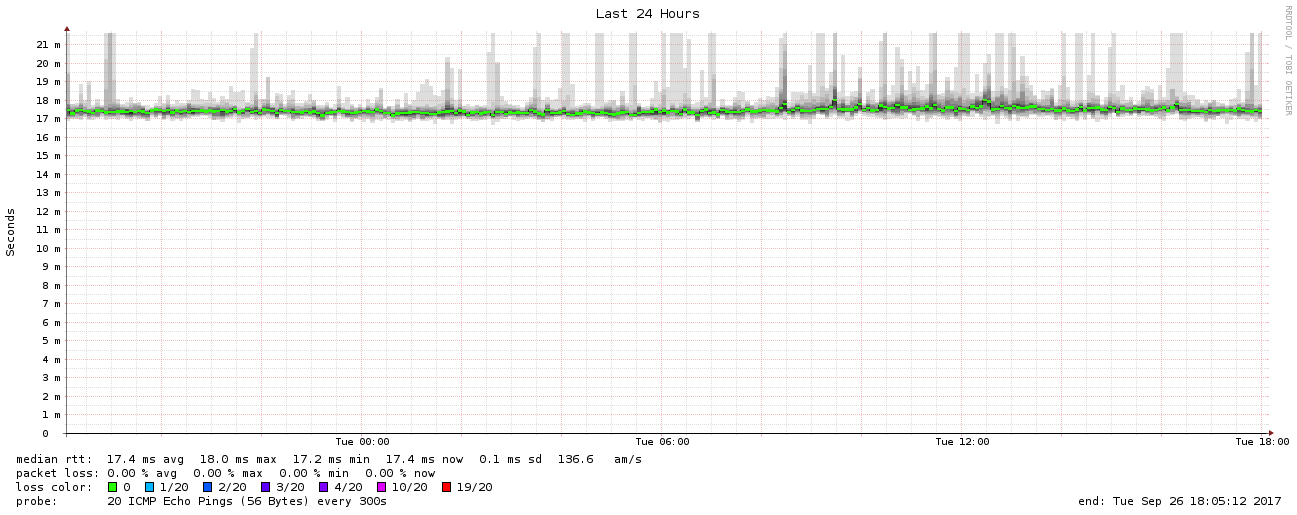 Last 24 Hours
RRDTOOL / TOBI OETIKER
Seconds
21 m
20 m
19 m
18 m
17 m
16 m
15 m
14 m
13 m
12 m
11 m
10 m
9 m
8 m
7 m
6 m
5 m
4 m
3 m
2 m
1 m
0
Tue 00:00 Tue 06:00 Tue 12:00 Tue 18:00
median rtt: 17.4 ms avg 18.0 ms max 17.2 ms min 17.4 ms now 0.1 ms sd 136.6 am/s
packet loss: 0.00 % avg 0.00 % max 0.00 % min 0.00 % now
loss color: 0 1/20 2/20 3/20 4/20 10/20 19/20
probe: 20 ICMP Echo Pings (56 Bytes) every 300s end: Tue Sep 26 18:05:12 2017